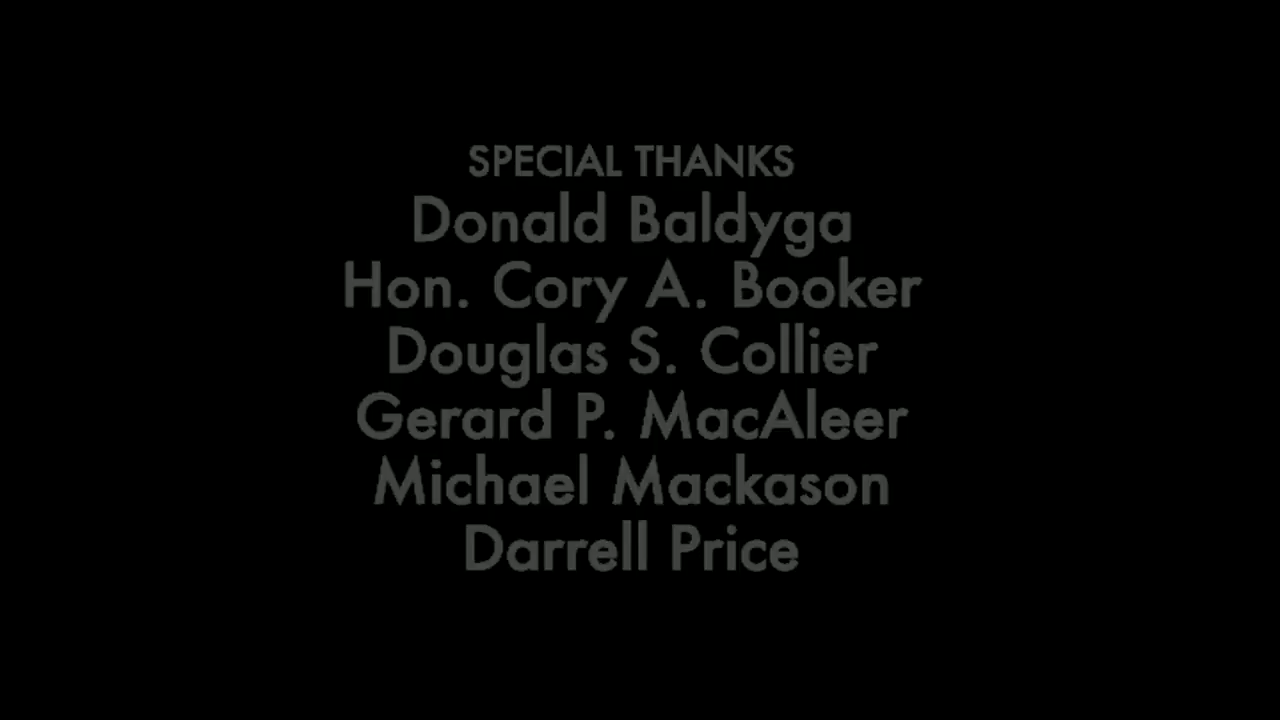 SPECIAL THANKS
Donald Baldyga
Hon. Cory A. Booker
Douglas S. Collier
Gerard P. MacAleer
Michael Mackason
Darrell Price